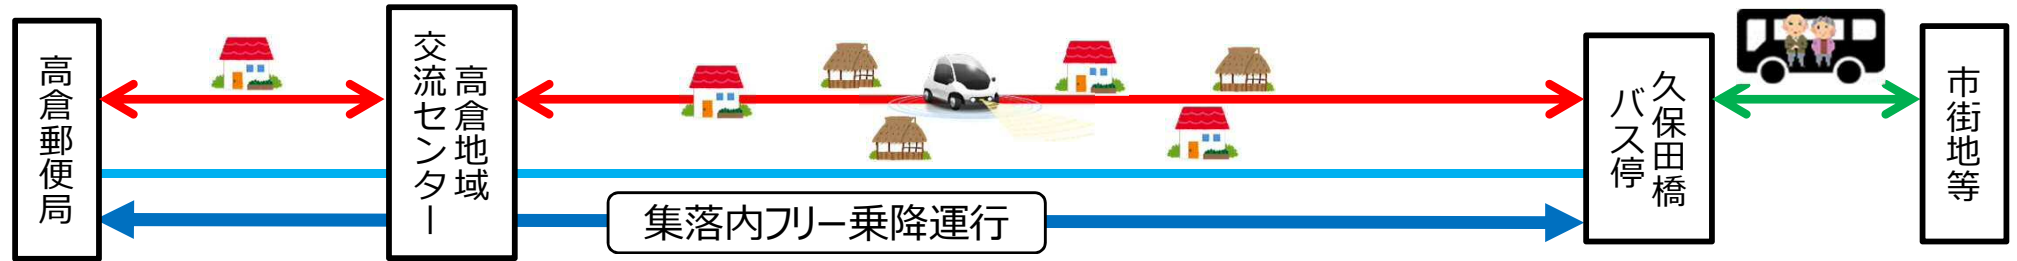 高倉郵便局
高倉地域
交流センター
集落内フリー乗降運行
久保田橋
バス停
市街地等